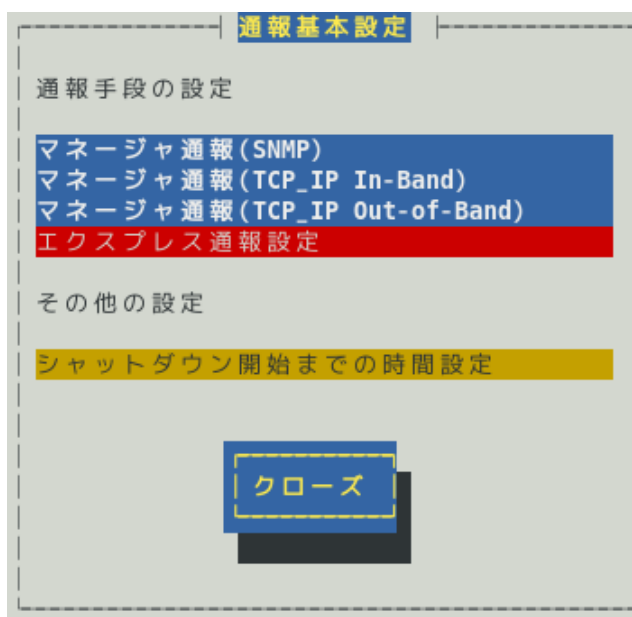 通報基本設定
通報手段の設定
マネージャ通報(SNMP)
マネージャ通報(TCP_IP In-Band)
マネージャ通報(TCP_IP Out-of-Band)
エクスプレス通報設定
その他の設定
シャットダウン開始までの時間設定
クローズ